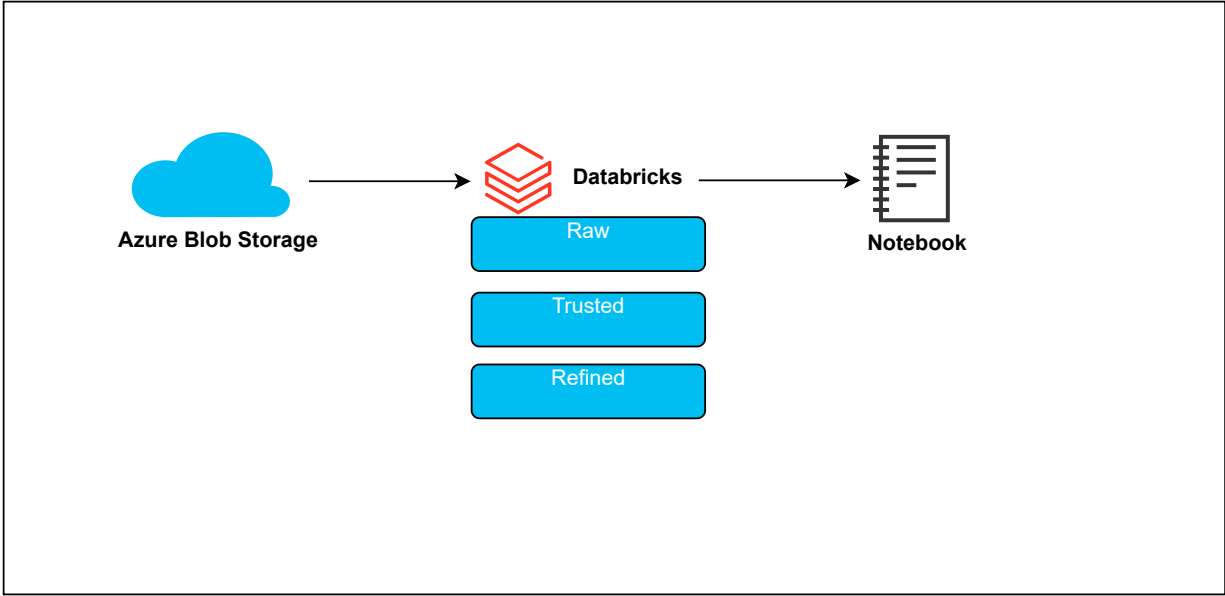 Azure Blob Storage
Databricks
Raw
Trusted
Refined
Notebook